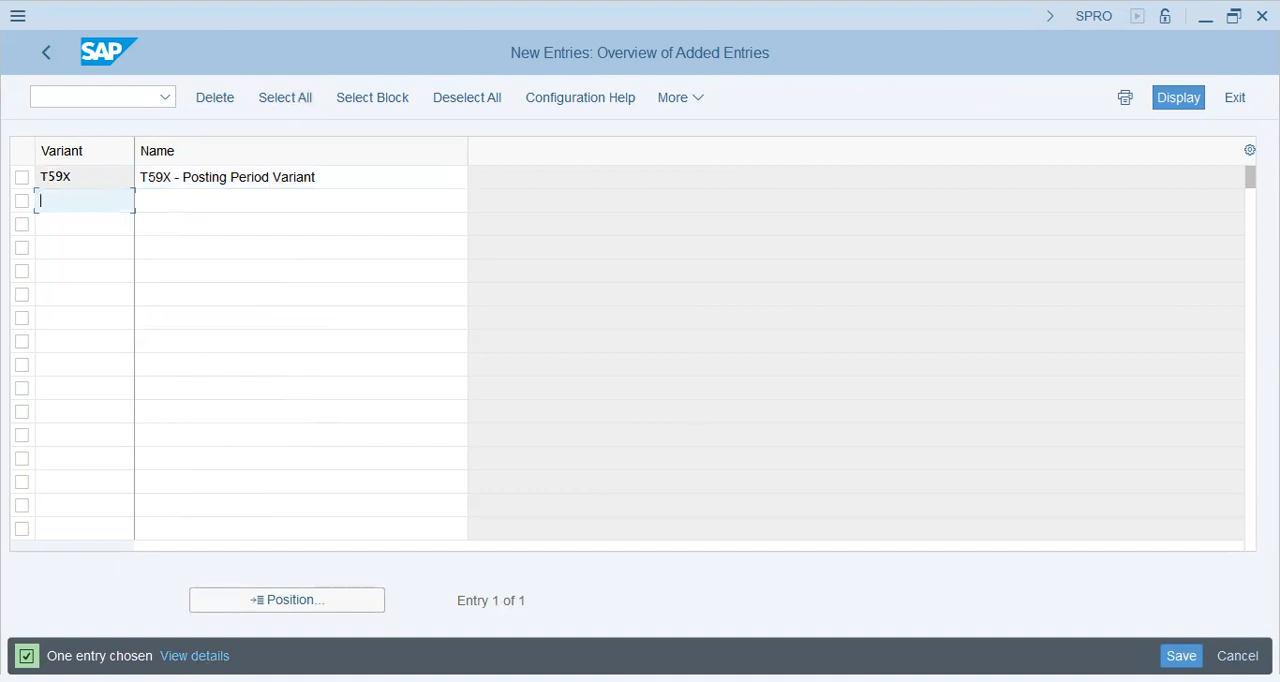 SPRO
SAP
New Entries: Overview of Added Entries
Delete
Select All
Select Block
Deselect All
Configuration Help
More
Display
Exit
Variant
Name
T59X
T59X - Posting Period Variant
Position...
Entry 1 of 1
One entry chosen
View details
Save
Cancel